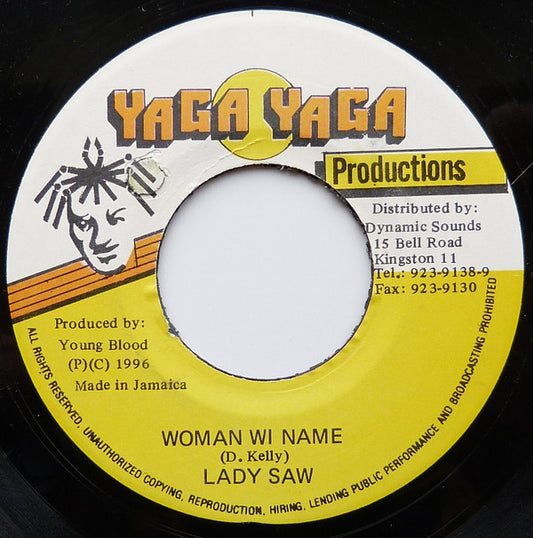 YAGA YAGA
Productions
Distributed by:
Dynamic Sounds
15 Bell Road
Kingston 11
Tel.: 923-9138-9
Fax: 923-9130
Produced by:
Young Blood
(P)(C) 1996
Made in Jamaica
WOMAN WI NAME
(D. Kelly)
LADY SAW
ALL RIGHTS RESERVED, UNAUTHORIZED COPYING, REPRODUCTION, HIRING, LENDING PUBLIC PERFORMANCE AND BROADCASTING PROHIBITED